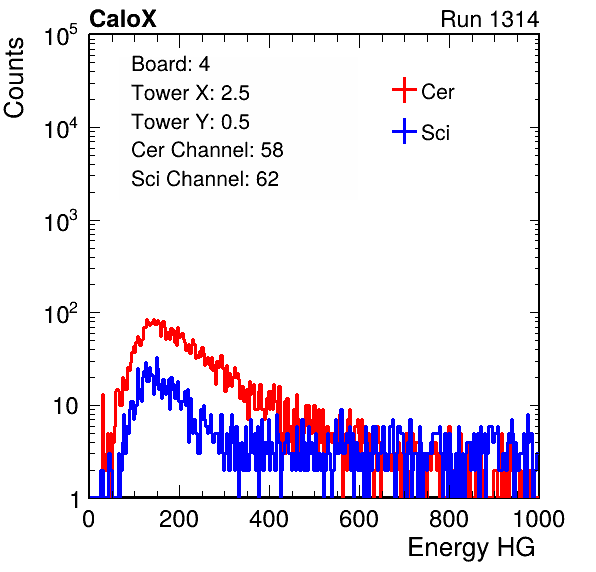 CaloX Run 1314
Counts
Board: 4
Tower X: 2.5
Tower Y: 0.5
Cer Channel: 58
Sci Channel: 62
Cer
Sci
10^5
10^4
10^3
10^2
10
1
0 200 400 600 800 1000
Energy HG